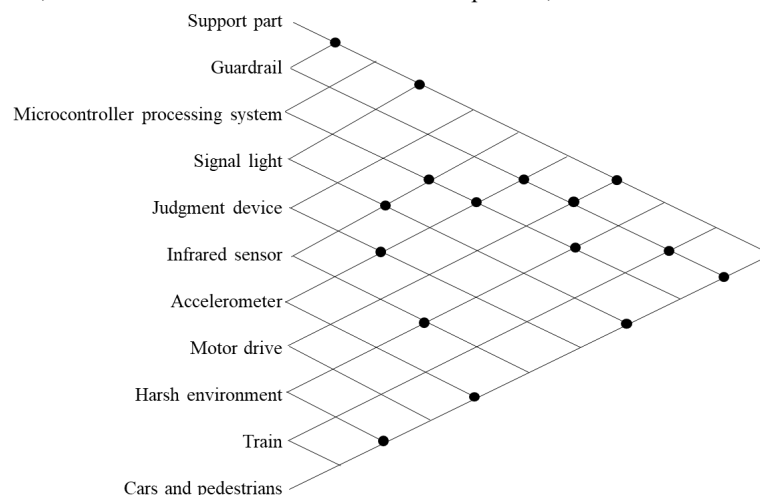 Support part
Guardrail
Microcontroller processing system
Signal light
Judgment device
Infrared sensor
Accelerometer
Motor drive
Harsh environment
Train
Cars and pedestrians